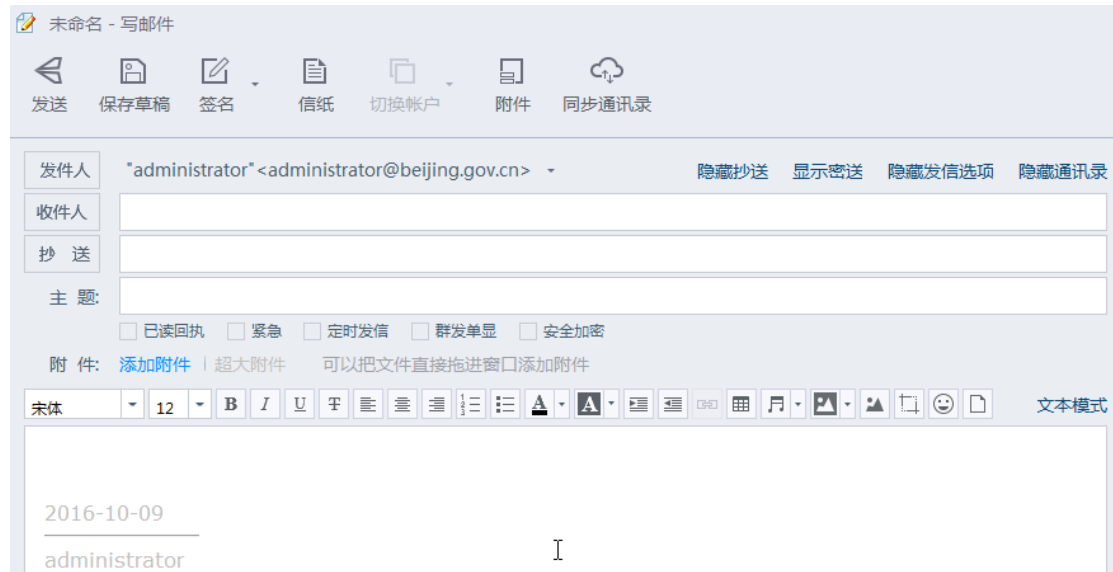 未命名 - 写邮件
发送 保存草稿 签名 信纸 切换帐户 附件 同步通讯录
发件人 "administrator"<administrator@beijing.gov.cn> 隐藏抄送 显示密送 隐藏发信选项 隐藏通讯录
收件人
抄 送
主 题:
已读回执 紧急 定时发信 群发单显 安全加密
附 件: 添加附件 | 超大附件 可以把文件直接拖进窗口添加附件
宋体 12 B I U T A A 文本模式
2016-10-09
administrator